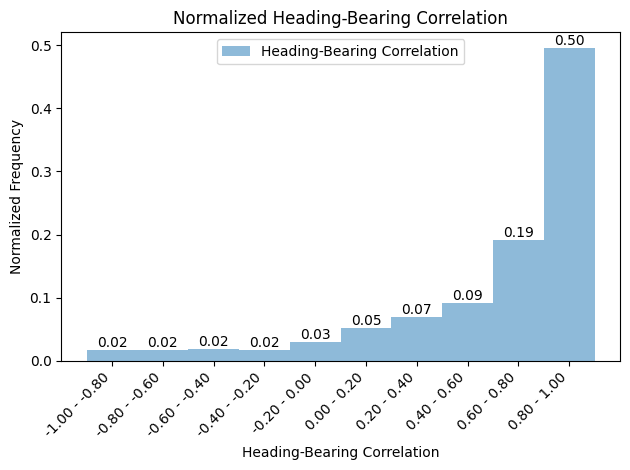 Normalized Heading-Bearing Correlation
Heading-Bearing Correlation
Normalized Frequency
0.5
0.4
0.3
0.2
0.1
0.0
0.02
0.02
0.02
0.02
0.03
0.05
0.07
0.09
0.19
0.50
-1.00 - -0.80
-0.80 - -0.60
-0.60 - -0.40
-0.40 - -0.20
-0.20 - 0.00
0.00 - 0.20
0.20 - 0.40
0.40 - 0.60
0.60 - 0.80
0.80 - 1.00
Heading-Bearing Correlation